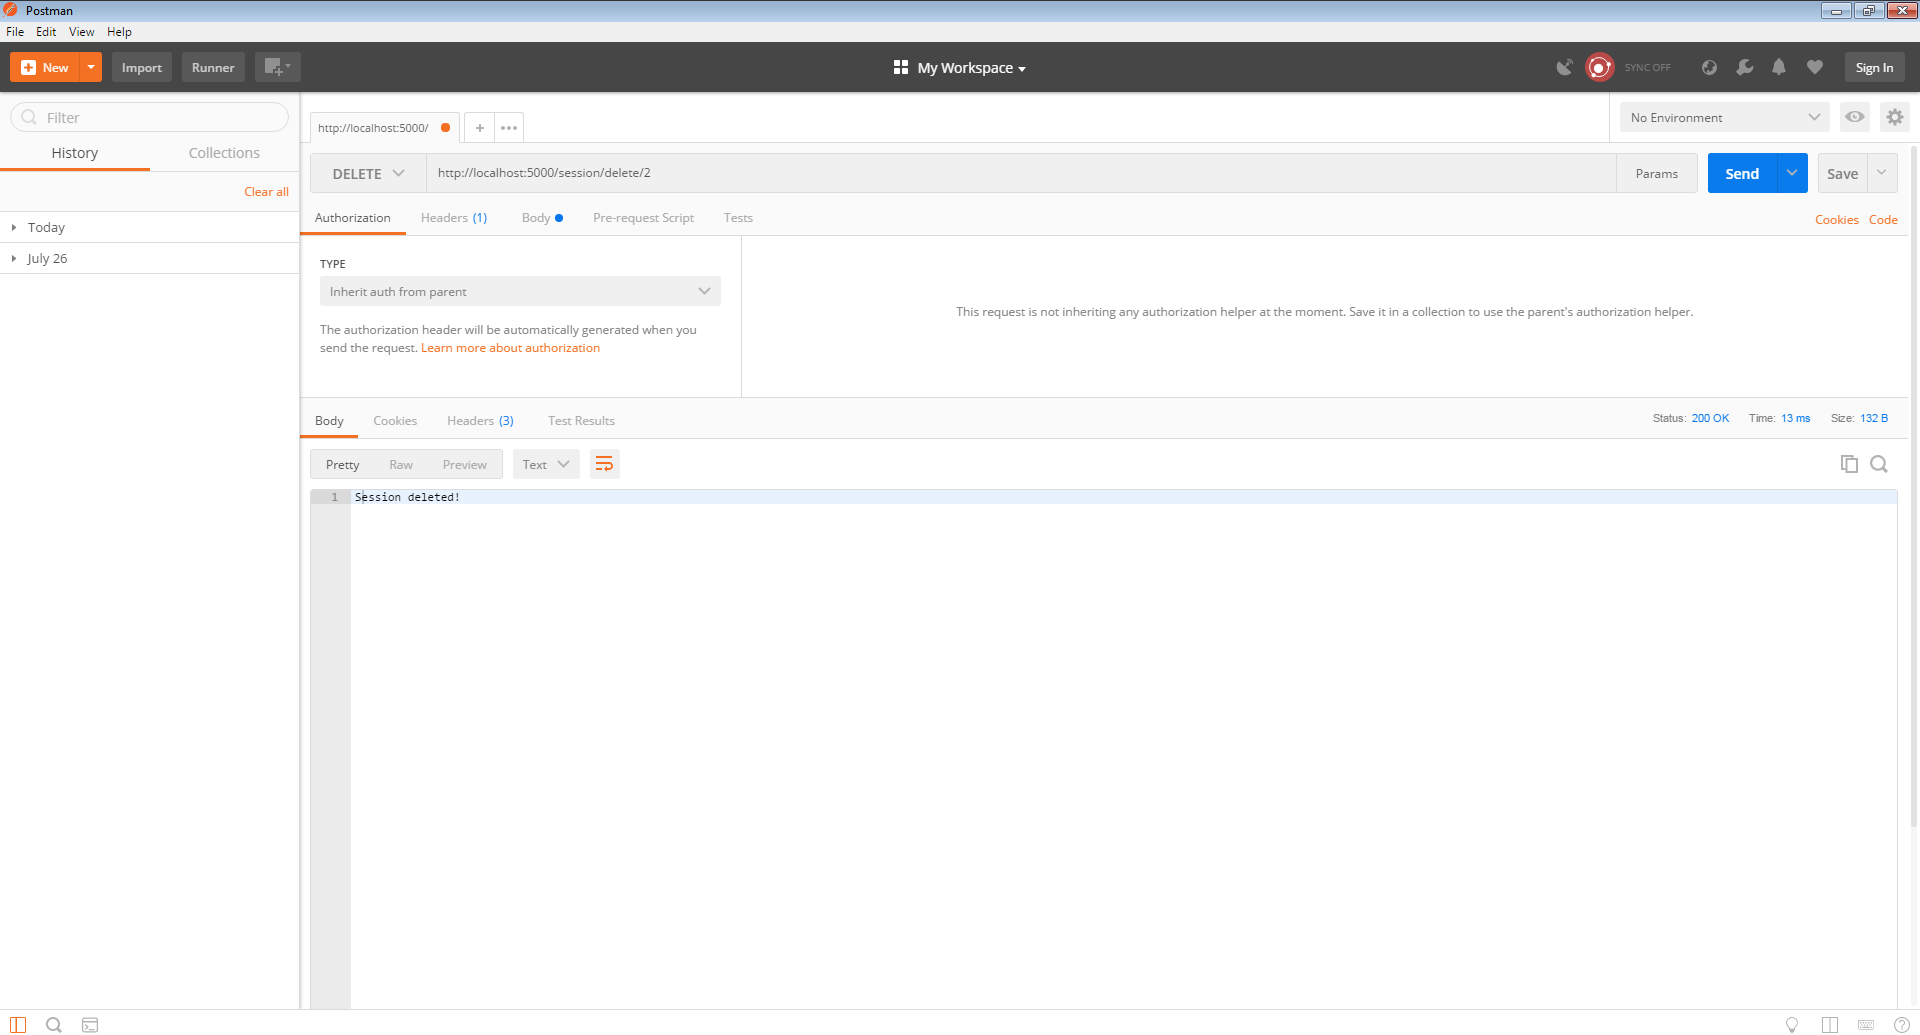 Postman
File Edit View Help
New Import Runner My Workspace SYNC OFF Sign In
Filter
History Collections
Clear all
Today
July 26
http://localhost:5000/ + •••
No Environment
DELETE http://localhost:5000/session/delete/2 Params Send Save
Authorization Headers (1) Body Pre-request Script Tests Cookies Code
TYPE
Inherit auth from parent
The authorization header will be automatically generated when you
send the request. Learn more about authorization
This request is not inheriting any authorization helper at the moment. Save it in a collection to use the parent's authorization helper.
Body Cookies Headers (3) Test Results Status: 200 OK Time: 13 ms Size: 132 B
Pretty Raw Preview Text
1 Session deleted!